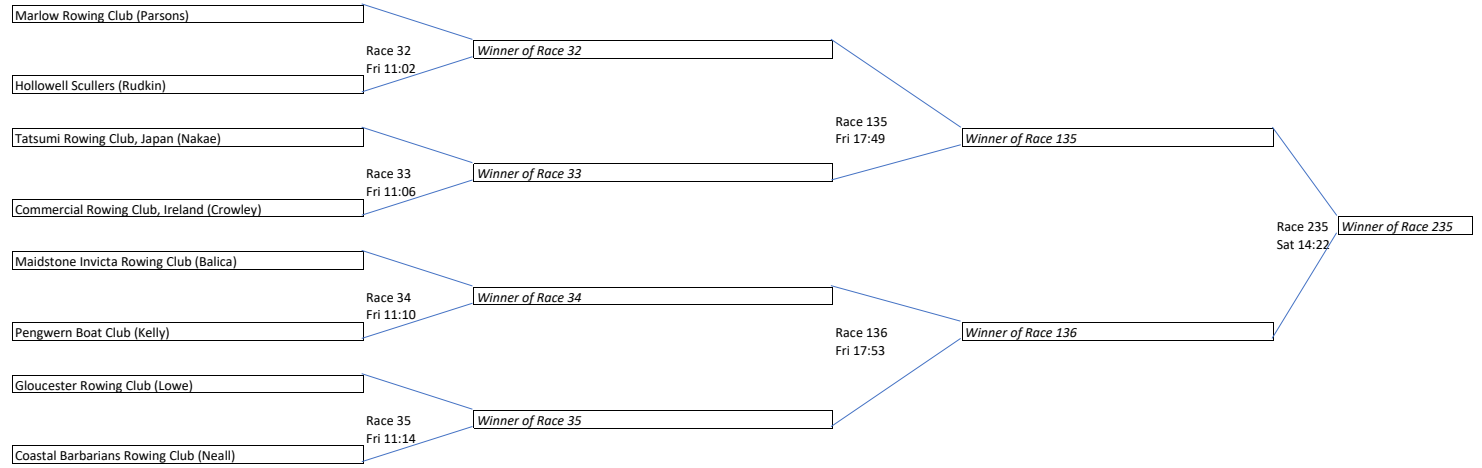 Marlow Rowing Club (Parsons)
Race 32
Fri 11:02
Winner of Race 32
Hollowell Scullers (Rudkin)
Race 135
Fri 17:49
Winner of Race 135
Tatsumi Rowing Club, Japan (Nakae)
Race 33
Fri 11:06
Winner of Race 33
Commercial Rowing Club, Ireland (Crowley)
Race 235
Sat 14:22
Winner of Race 235
Maidstone Invicta Rowing Club (Balica)
Race 34
Fri 11:10
Winner of Race 34
Pengwern Boat Club (Kelly)
Race 136
Fri 17:53
Winner of Race 136
Gloucester Rowing Club (Lowe)
Race 35
Fri 11:14
Winner of Race 35
Coastal Barbarians Rowing Club (Neall)